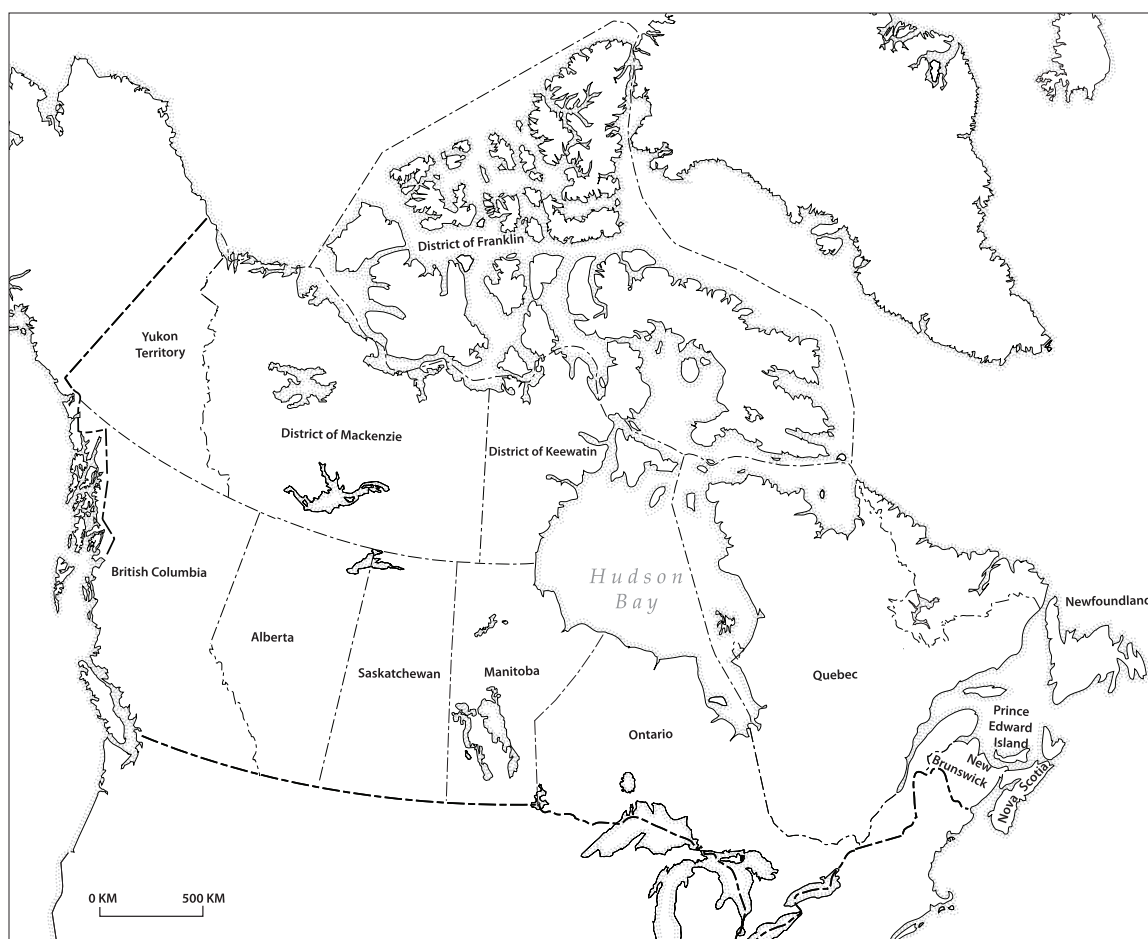 District of Franklin
Yukon
Territory
District of Mackenzie
District of Keewatin
British Columbia
Hudson
Bay
Newfoundland
Alberta
Saskatchewan
Manitoba
Quebec
Ontario
Prince
Edward
Island
New
Brunswick
Nova Scotia
0 KM 500 KM